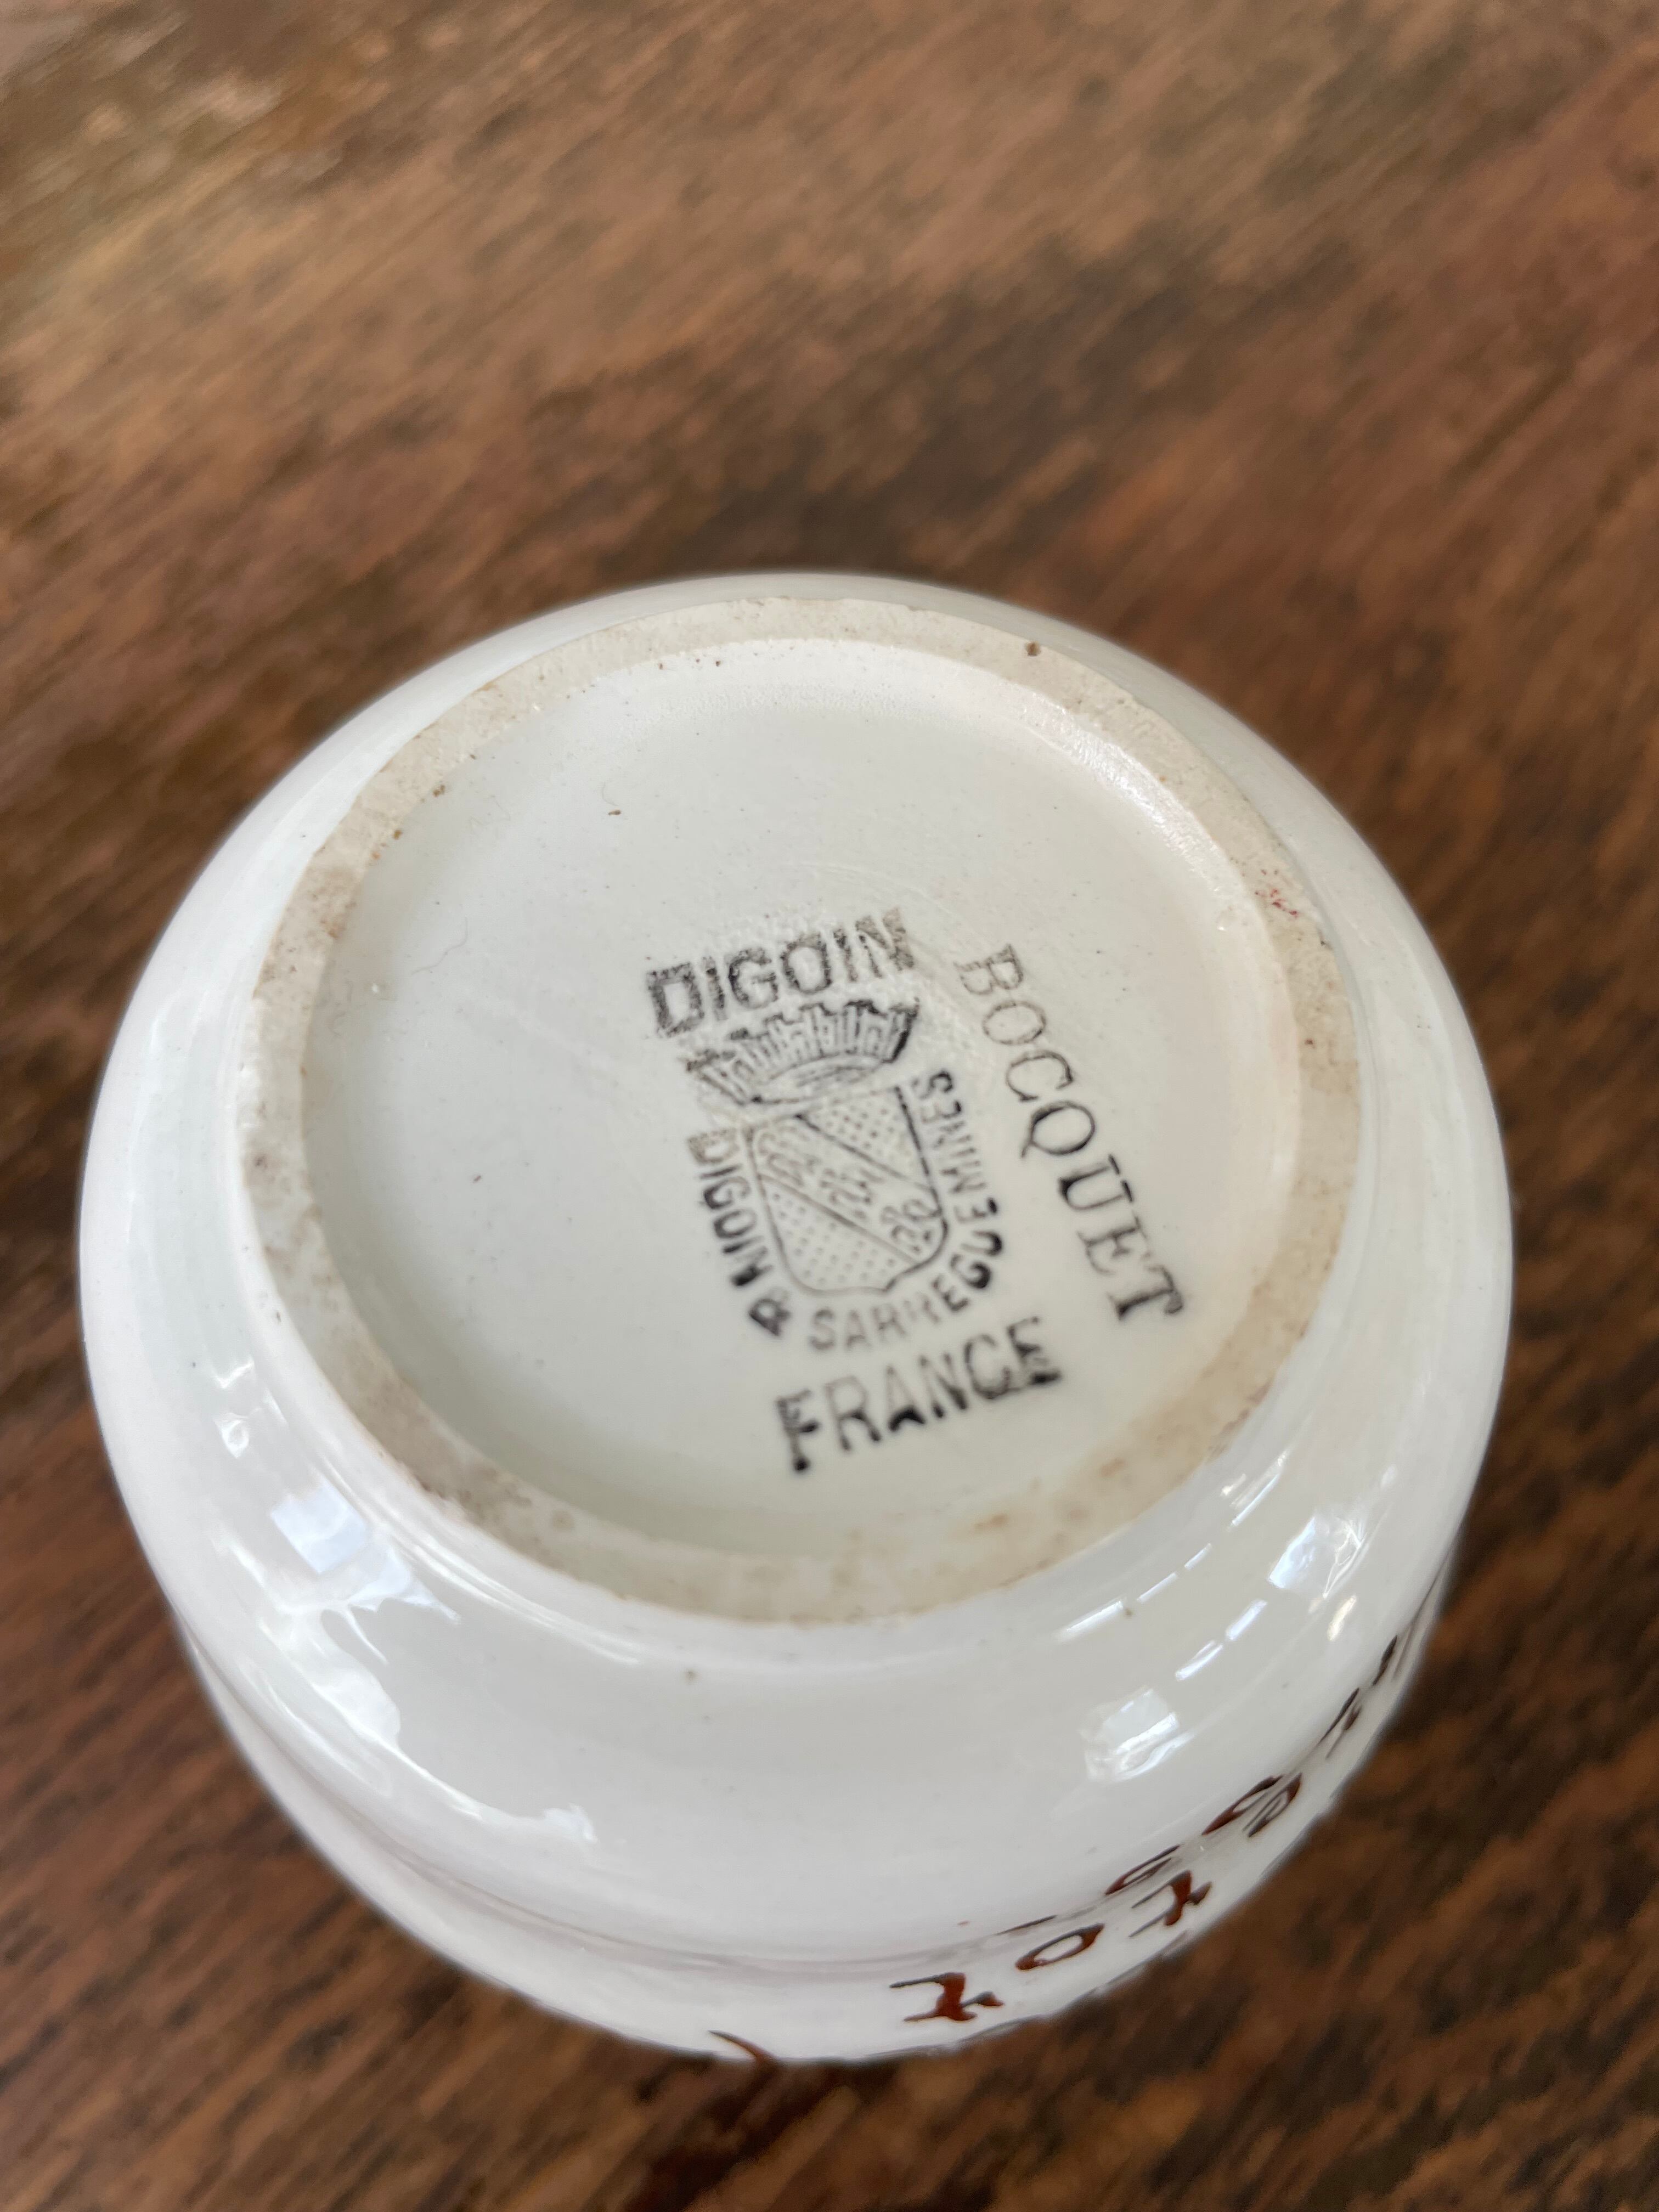 DIGOIN
DIGOIN & SARREGUEMINES
FRANCE
BOCQUET